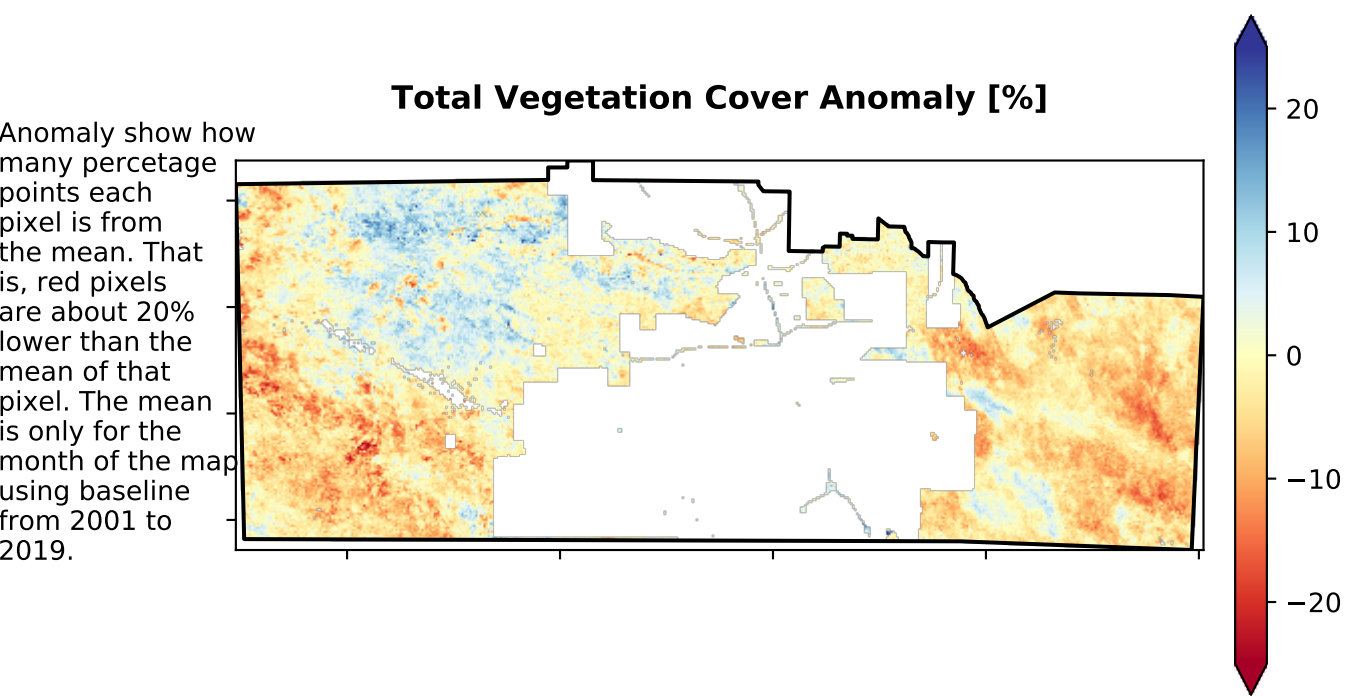 Total Vegetation Cover Anomaly [%]
Anomaly show how
many percetage
points each
pixel is from
the mean. That
is, red pixels
are about 20%
lower than the
mean of that
pixel. The mean
is only for the
month of the map
using baseline
from 2001 to
2019.
20
10
0
−10
−20